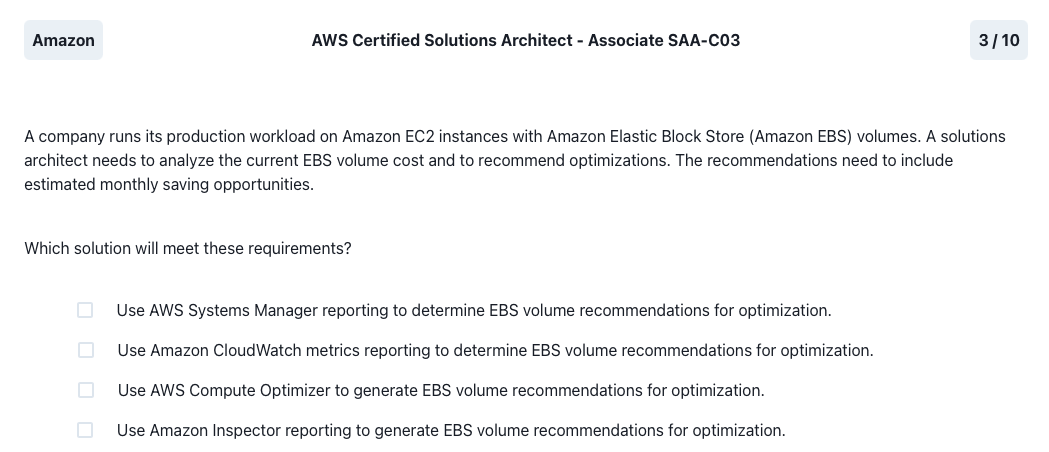 Amazon
AWS Certified Solutions Architect - Associate SAA-C03
3 / 10
A company runs its production workload on Amazon EC2 instances with Amazon Elastic Block Store (Amazon EBS) volumes. A solutions
architect needs to analyze the current EBS volume cost and to recommend optimizations. The recommendations need to include
estimated monthly saving opportunities.
Which solution will meet these requirements?
Use AWS Systems Manager reporting to determine EBS volume recommendations for optimization.
Use Amazon CloudWatch metrics reporting to determine EBS volume recommendations for optimization.
Use AWS Compute Optimizer to generate EBS volume recommendations for optimization.
Use Amazon Inspector reporting to generate EBS volume recommendations for optimization.